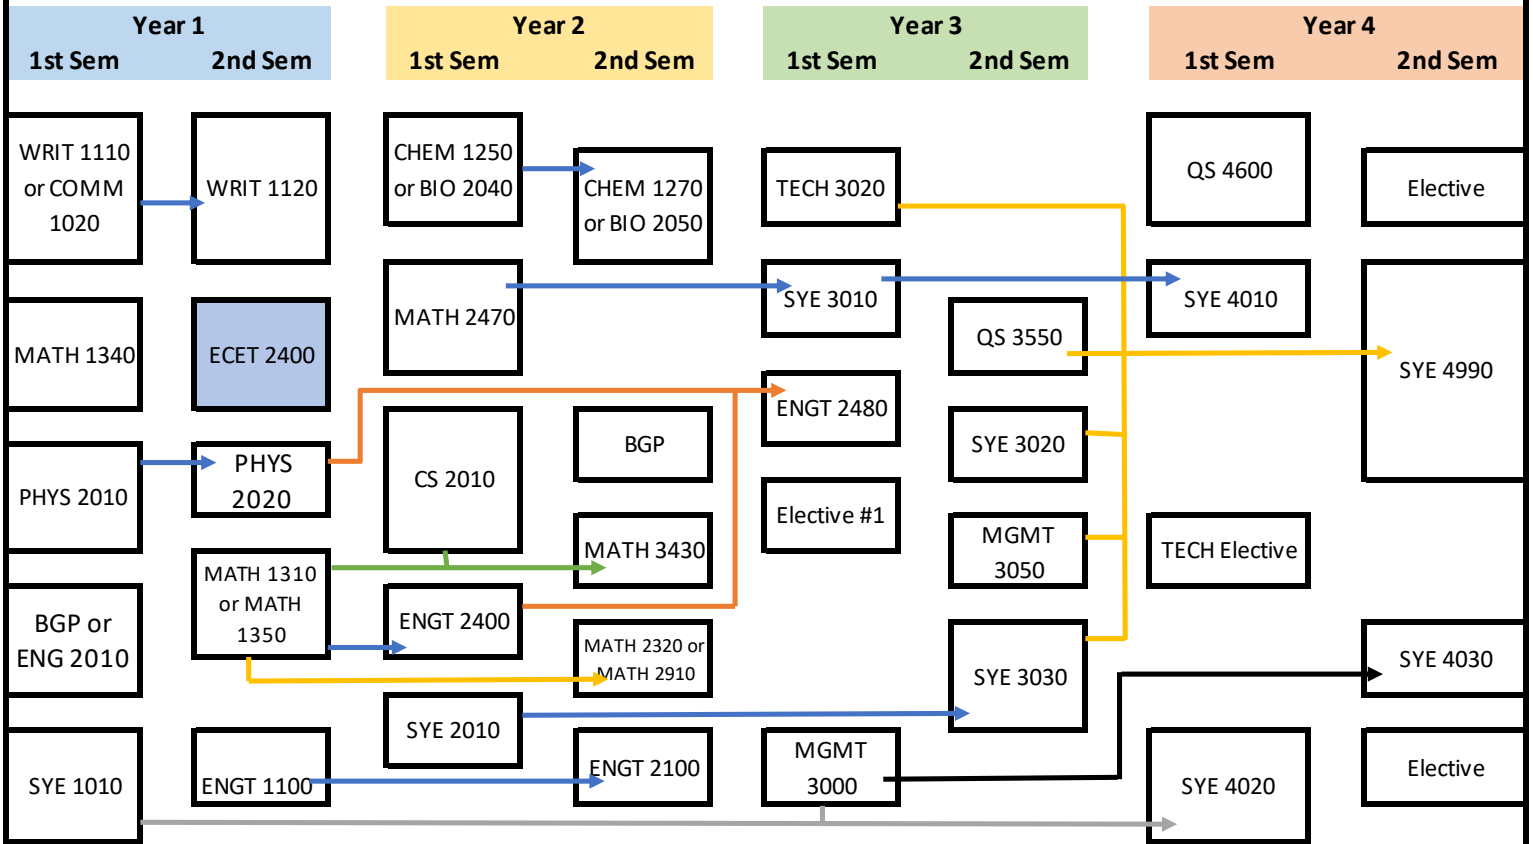 Year 1
1st Sem
2nd Sem
Year 2
1st Sem
2nd Sem
Year 3
1st Sem
2nd Sem
Year 4
1st Sem
2nd Sem
WRIT 1110
or COMM
1020
MATH 1340
PHYS 2010
BGP or
ENG 2010
SYE 1010
WRIT 1120
ECET 2400
PHYS
2020
MATH 1310
or MATH
1350
ENGT 1100
CHEM 1250
or BIO 2040
MATH 2470
CS 2010
ENGT 2400
SYE 2010
CHEM 1270
or BIO 2050
BGP
MATH 3430
MATH 2320 or
MATH 2910
ENGT 2100
TECH 3020
SYE 3010
ENGT 2480
Elective #1
MGMT
3000
QS 3550
SYE 3020
MGMT
3050
SYE 3030
QS 4600
SYE 4010
TECH Elective
SYE 4020
Elective
SYE 4990
SYE 4030
Elective